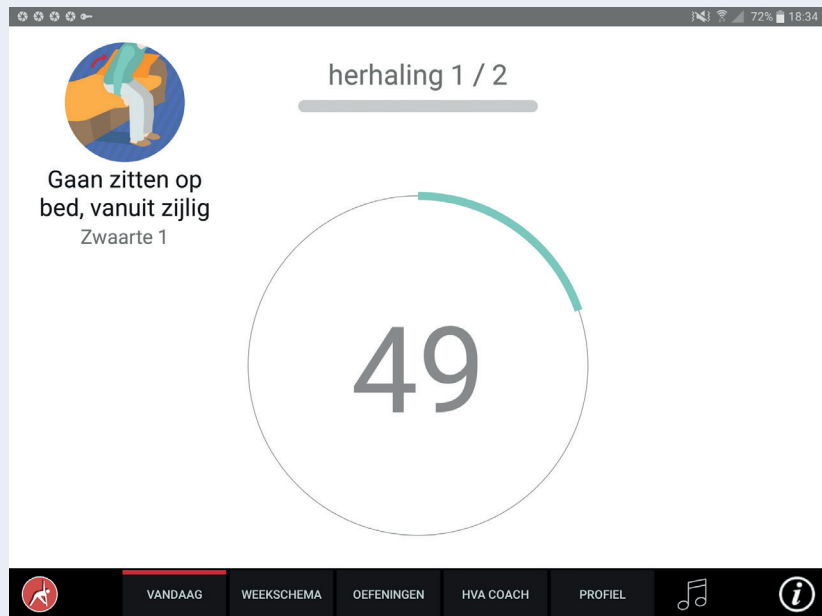 72% 18:34
herhaling 1 / 2
Gaan zitten op
bed, vanuit zijlig
Zwaarte 1
49
VANDAAG WEEKSCHEMA OEFENINGEN HVA COACH PROFIEL i